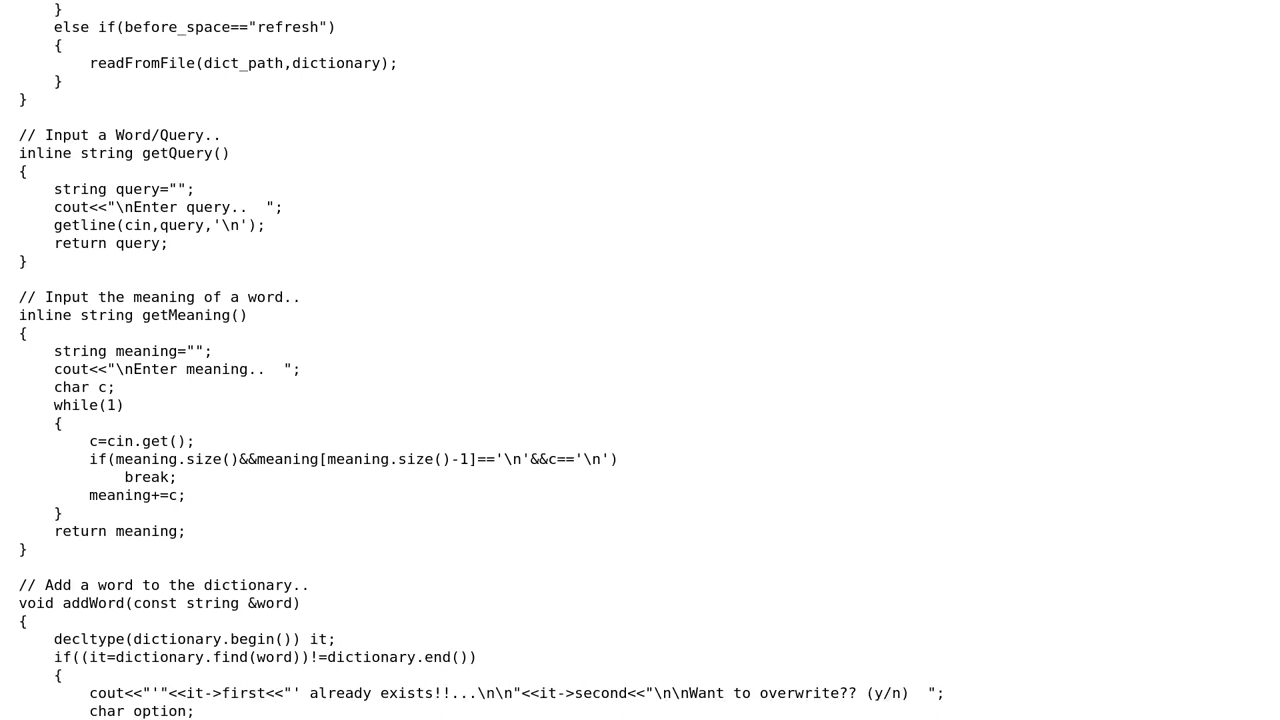 }
    else if(before_space=="refresh")
    {
        readFromFile(dict_path,dictionary);
    }
}

// Input a Word/Query..
inline string getQuery()
{
    string query="";
    cout<<"\nEnter query..  ";
    getline(cin,query,'\n');
    return query;
}

// Input the meaning of a word..
inline string getMeaning()
{
    string meaning="";
    cout<<"\nEnter meaning..  ";
    char c;
    while(1)
    {
        c=cin.get();
        if(meaning.size()&&meaning[meaning.size()-1]=='\n'&&c=='\n')
            break;
        meaning+=c;
    }
    return meaning;
}

// Add a word to the dictionary..
void addWord(const string &word)
{
    decltype(dictionary.begin()) it;
    if((it=dictionary.find(word))!=dictionary.end())
    {
        cout<<"'"<<it->first<<"' already exists!!...\n\n"<<it->second<<"\n\nWant to overwrite?? (y/n)  ";
        char option;